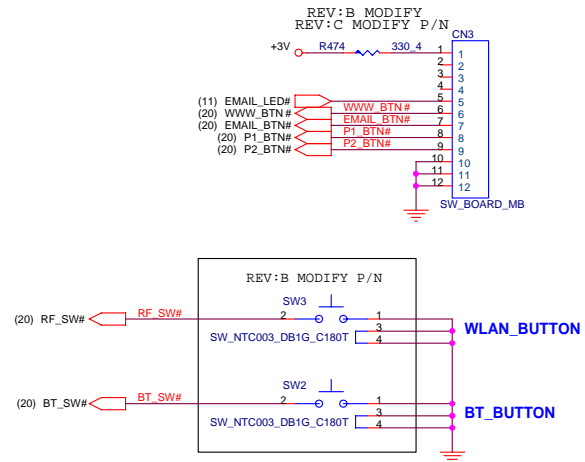 REV:B MODIFY
REV:C MODIFY P/N
CN3
+3V R474 330_4 1 1
2 2
3 3
4 4
(11) EMAIL_LED# 5 5
(20) WWW_BTN# WWW_BTN# 6 6
(20) EMAIL_BTN# EMAIL_BTN# 7 7
(20) P1_BTN# P1_BTN# 8 8
(20) P2_BTN# P2_BTN# 9 9
10 10
11 11
12 12
SW_BOARD_MB
REV:B MODIFY P/N
SW3
(20) RF_SW# RF_SW# 2 1
3
4
WLAN_BUTTON
SW_NTC003_DB1G_C180T
SW2
(20) BT_SW# BT_SW# 2 1
3
4
BT_BUTTON
SW_NTC003_DB1G_C180T